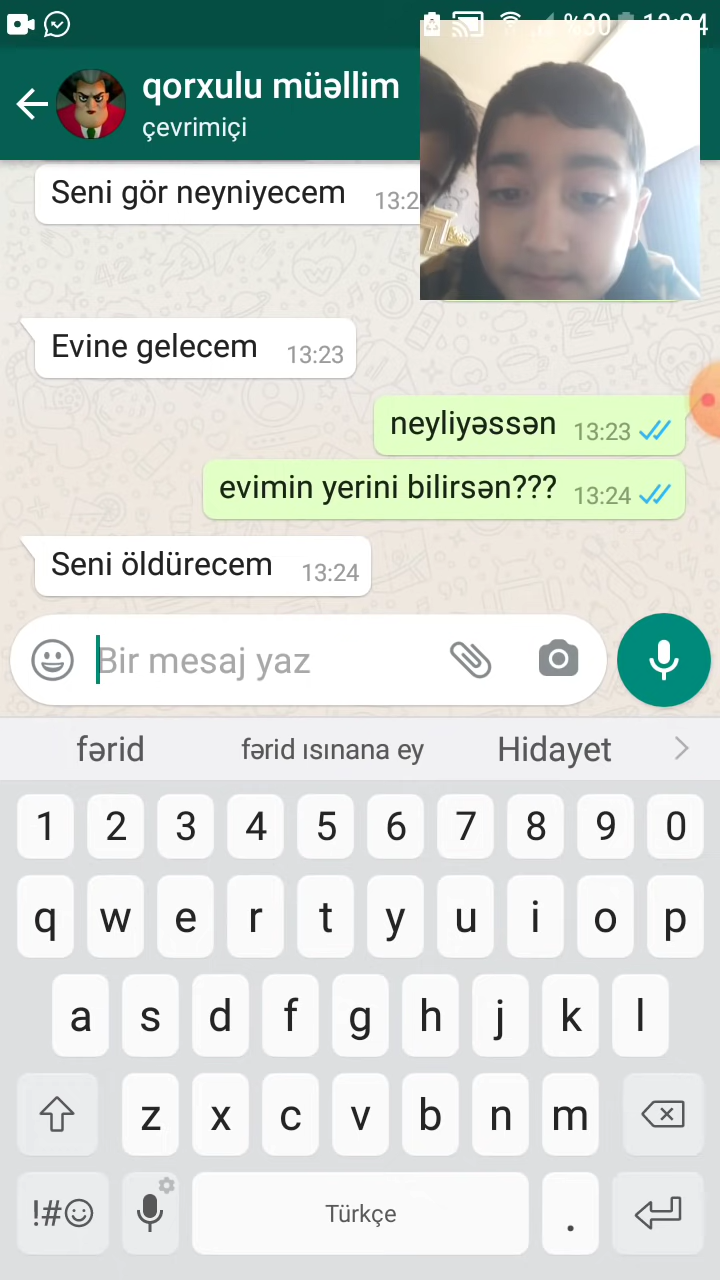 %30
qorxulu müəllim
çevrimiçi
Seni gör neyniyecem
Evine gelecem 13:23
neyliyəssən 13:23
evimin yerini bilirsən??? 13:24
Seni öldürecem 13:24
Bir mesaj yaz
fərid fərid ısınana ey Hidayet
1 2 3 4 5 6 7 8 9 0
q w e r t y u i o p
a s d f g h j k l
z x c v b n m
!#☺ Türkçe .